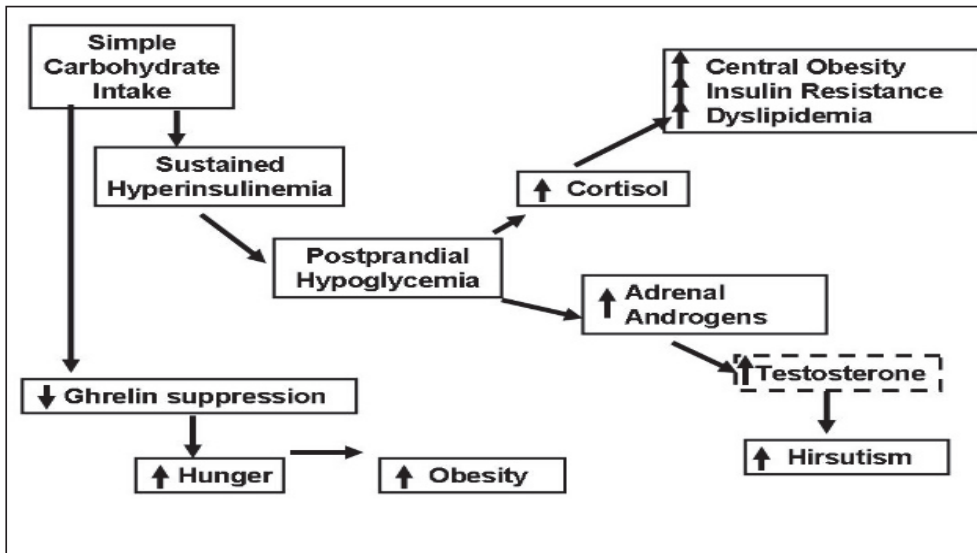 Simple
Carbohydrate
Intake
Central Obesity
Insulin Resistance
Dyslipidemia
Sustained
Hyperinsulinemia
Cortisol
Postprandial
Hypoglycemia
Adrenal
Androgens
Testosterone
Ghrelin suppression
Hunger
Obesity
Hirsutism